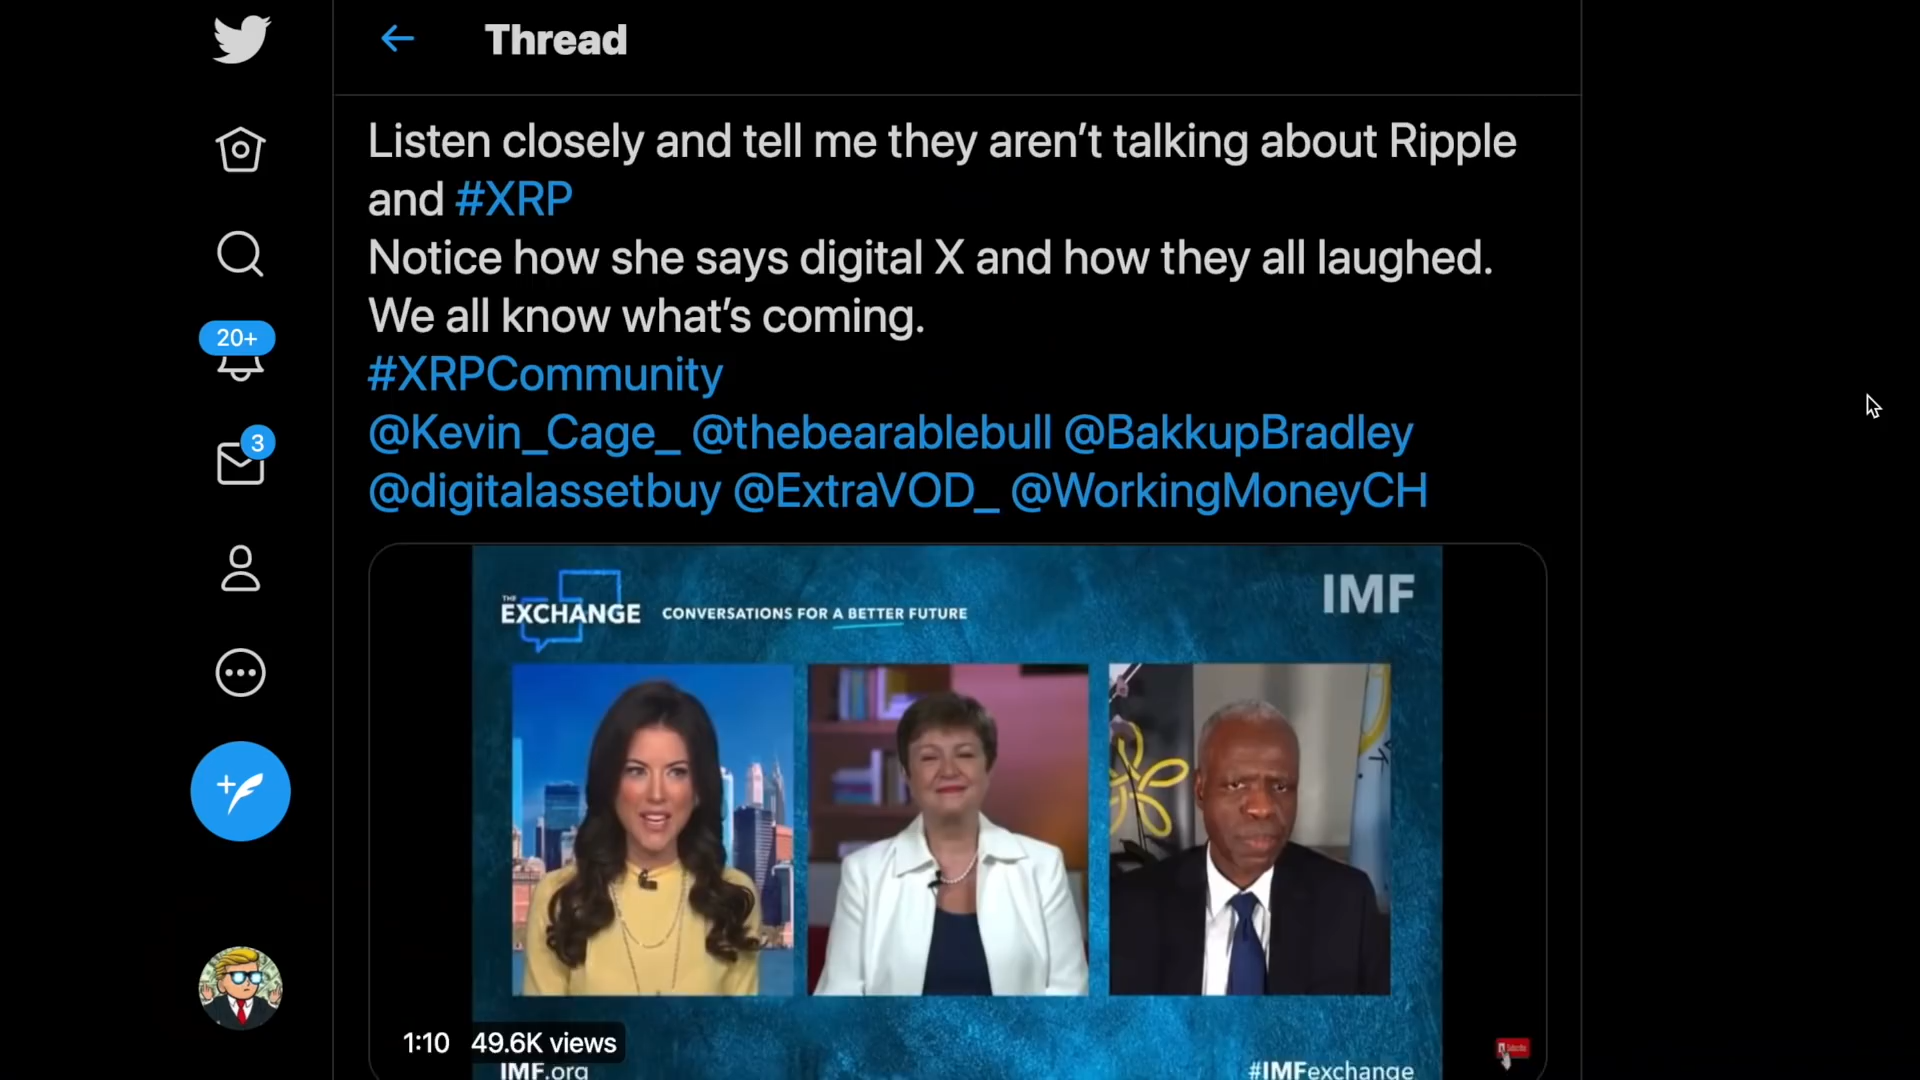 Thread
Listen closely and tell me they aren’t talking about Ripple
and #XRP
Notice how she says digital X and how they all laughed.
We all know what’s coming.
#XRPCommunity
@Kevin_Cage_ @thebearablebull @BakkupBradley
@digitalassetbuy @ExtraVOD_ @WorkingMoneyCH
20+
3
THE
EXCHANGE CONVERSATIONS FOR A BETTER FUTURE
IMF
1:10 49.6K views
IMF.org
#IMFexchange
Subscribe